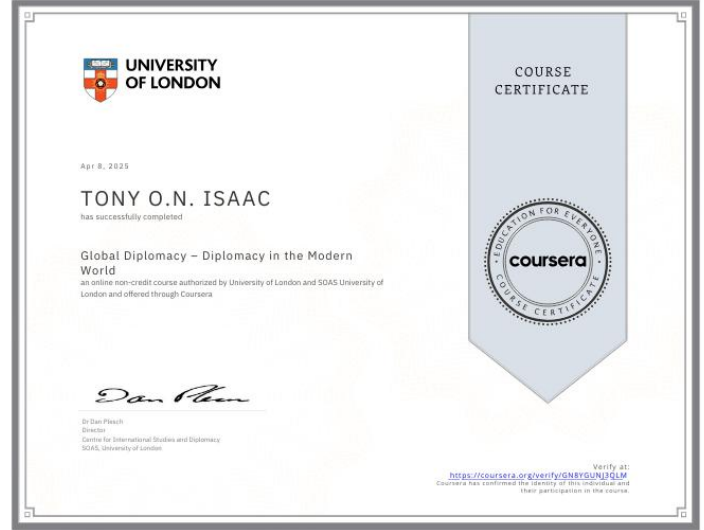 UNIVERSITY
OF LONDON
COURSE
CERTIFICATE
Apr 8, 2025
TONY O.N. ISAAC
has successfully completed
Global Diplomacy – Diplomacy in the Modern
World
an online non-credit course authorized by University of London and SOAS University of
London and offered through Coursera
EDUCATION FOR EVERYONE
coursera
COURSE CERTIFICATE
Dr Dan Plesch
Director
Centre for International Studies and Diplomacy
SOAS, University of London
Verify at:
https://coursera.org/verify/GN8YGUNJ3QLM
Coursera has confirmed the identity of this individual and
their participation in the course.